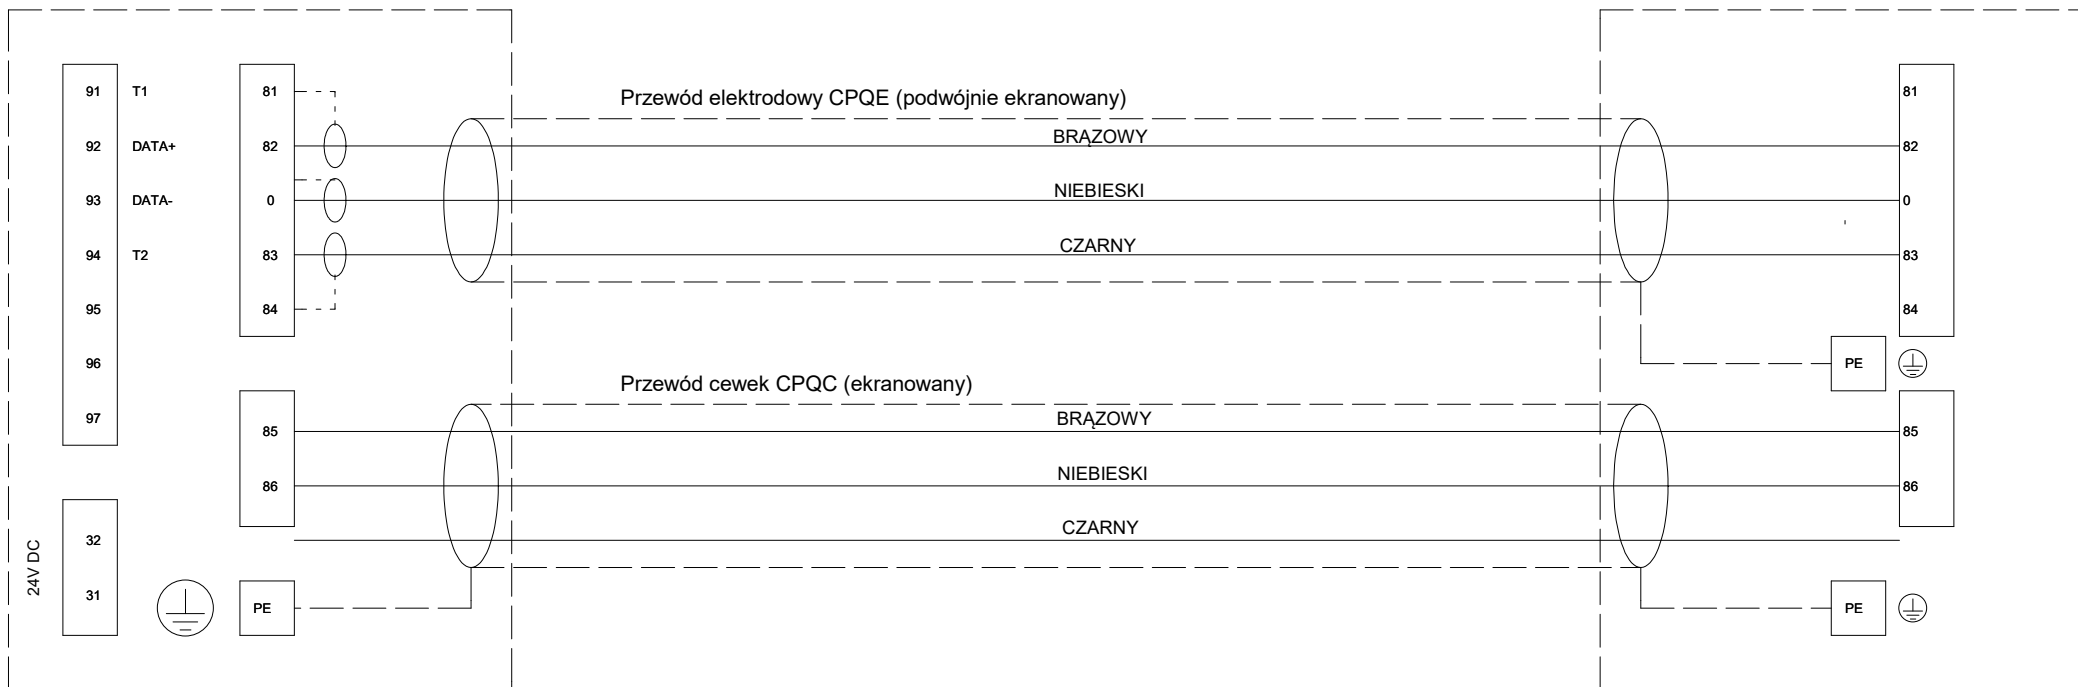 91 T1 81 81
Przewód elektrodowy CPQE (podwójnie ekranowany)
BRĄZOWY
92 DATA+ 82 82
NIEBIESKI
93 DATA- 0 0
CZARNY
94 T2 83 83
95 84 84
96 PE
Przewód cewek CPQC (ekranowany)
BRĄZOWY
97 85 85
NIEBIESKI
86 86
CZARNY
32
24V DC
31
PE PE